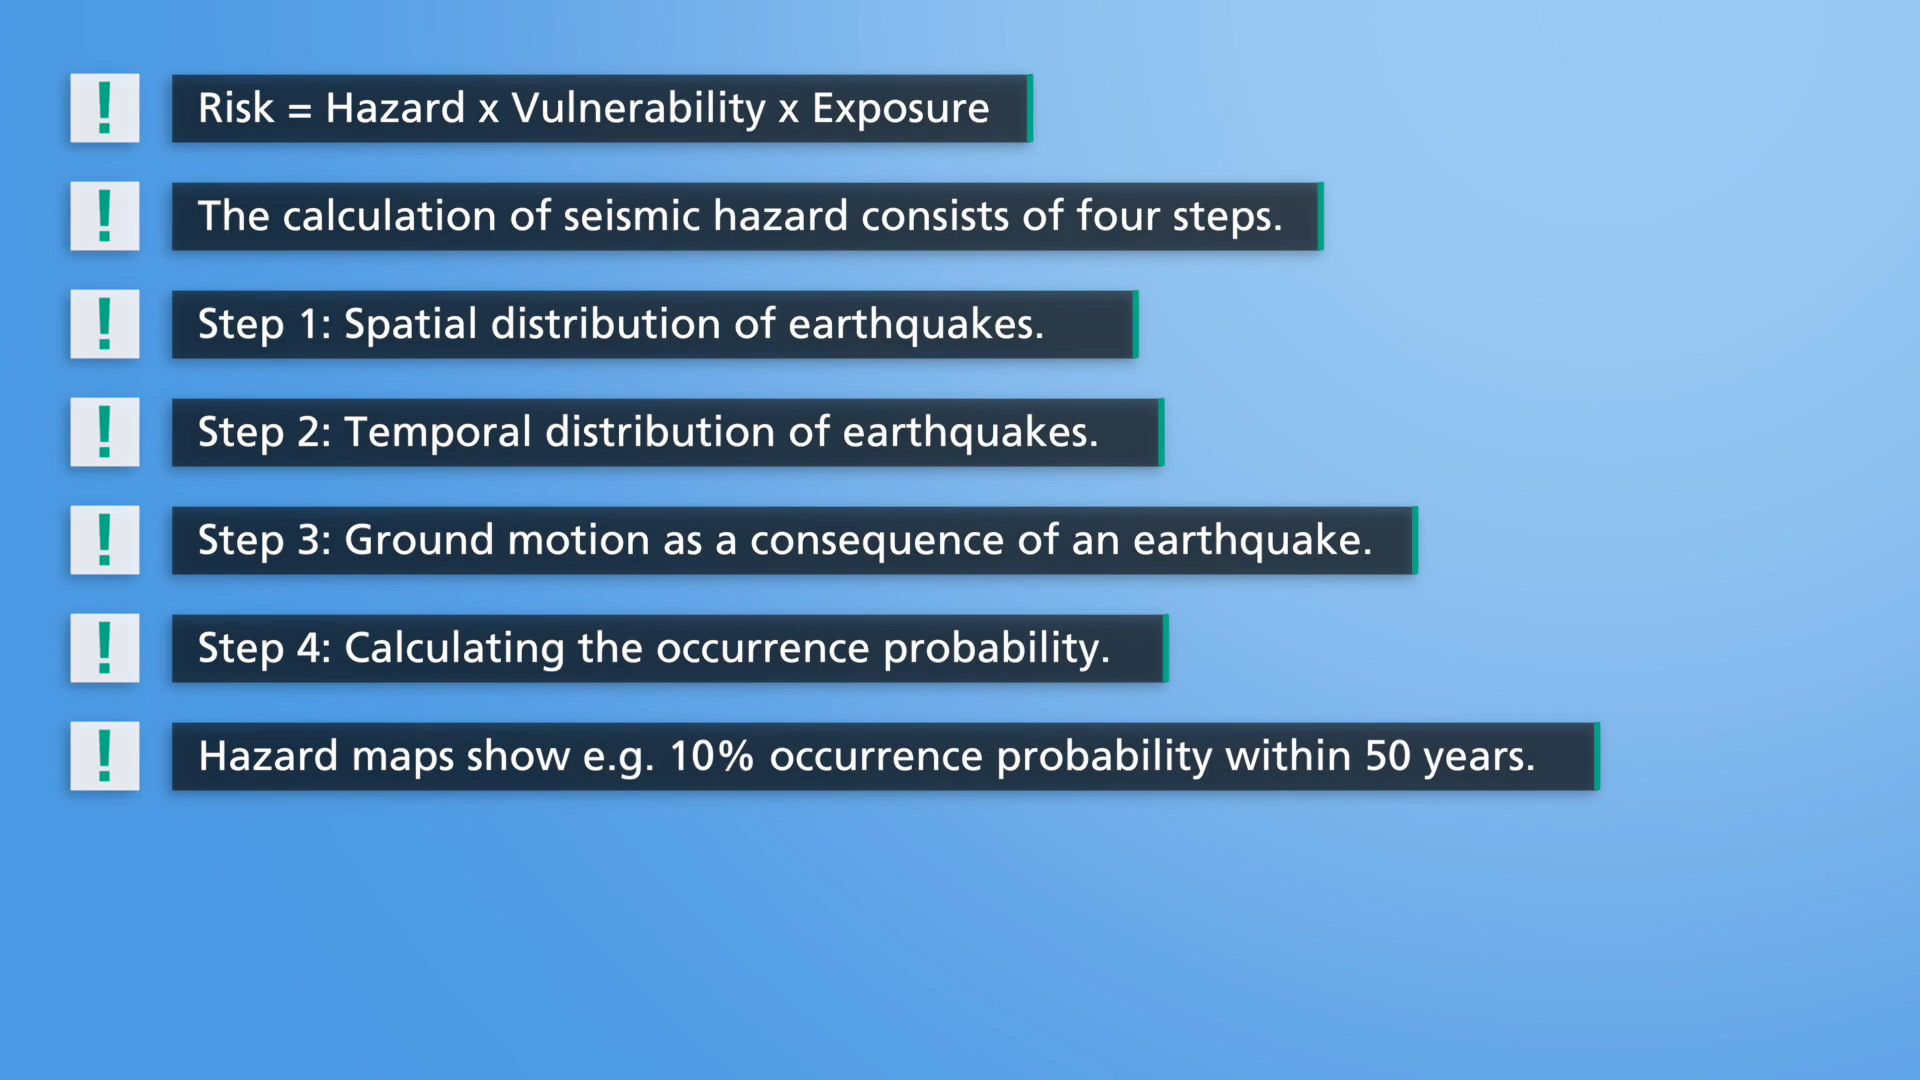 ! Risk = Hazard x Vulnerability x Exposure
! The calculation of seismic hazard consists of four steps.
! Step 1: Spatial distribution of earthquakes.
! Step 2: Temporal distribution of earthquakes.
! Step 3: Ground motion as a consequence of an earthquake.
! Step 4: Calculating the occurrence probability.
! Hazard maps show e.g. 10% occurrence probability within 50 years.